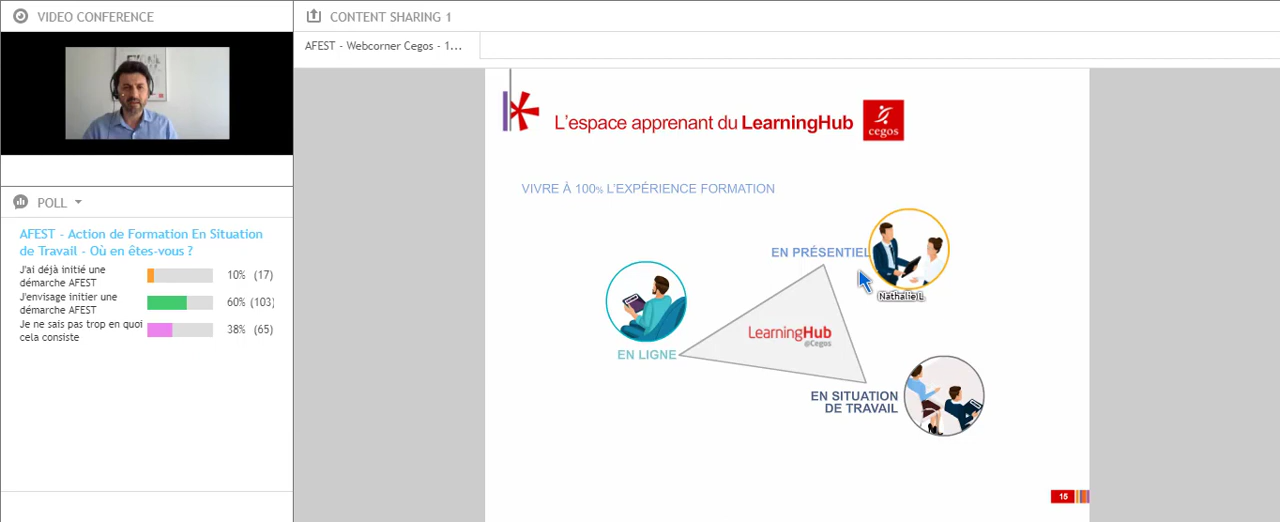 VIDEO CONFERENCE
CONTENT SHARING 1
AFEST - Webcorner Cegos - 1...
POLL
AFEST - Action de Formation En Situation
de Travail - Où en êtes-vous ?
J'ai déjà initié une
démarche AFEST
10% (17)
J'envisage initier une
démarche AFEST
60% (103)
Je ne sais pas trop en quoi
cela consiste
38% (65)
L'espace apprenant du LearningHub
cegos
VIVRE À 100% L'EXPÉRIENCE FORMATION
EN PRÉSENTIEL
Nathalie L
LearningHub
@Cegos
EN LIGNE
EN SITUATION
DE TRAVAIL
15